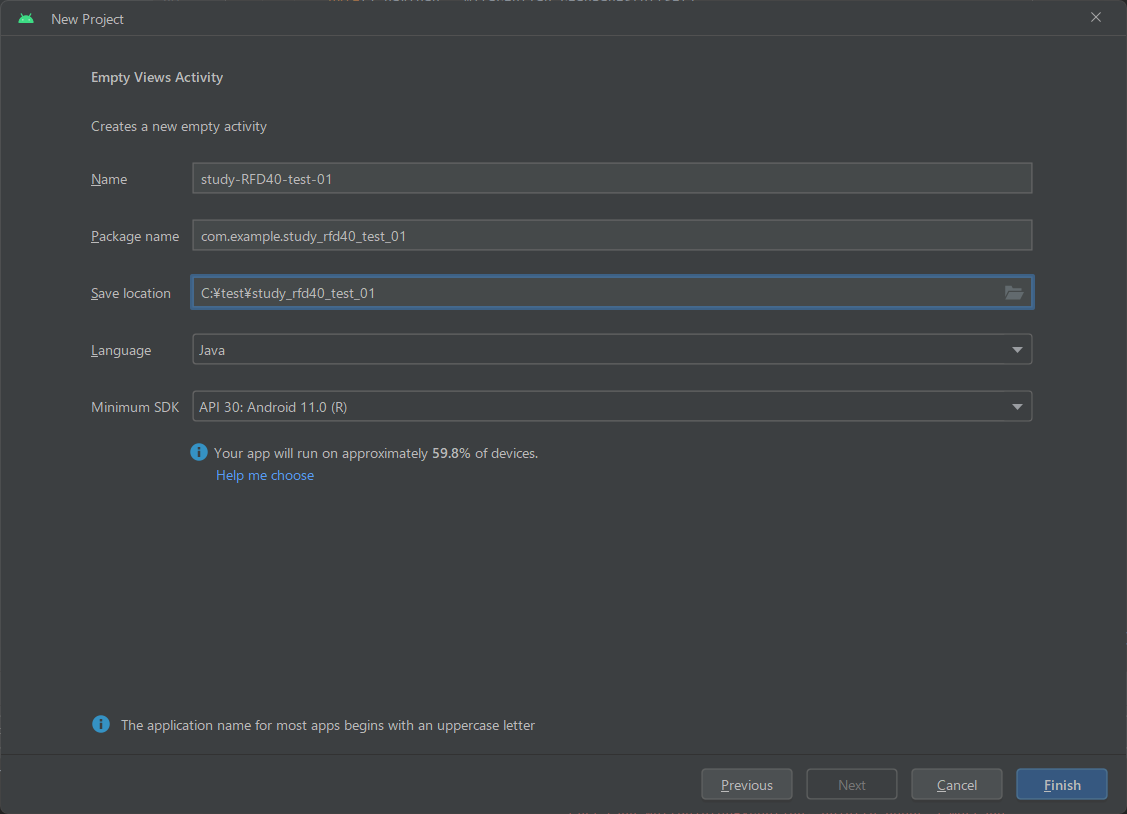 New Project
Empty Views Activity
Creates a new empty activity
Name study-RFD40-test-01
Package name com.example.study_rfd40_test_01
Save location C:¥test¥study_rfd40_test_01
Language Java
Minimum SDK API 30: Android 11.0 (R)
Your app will run on approximately 59.8% of devices.
Help me choose
The application name for most apps begins with an uppercase letter
Previous Next Cancel Finish